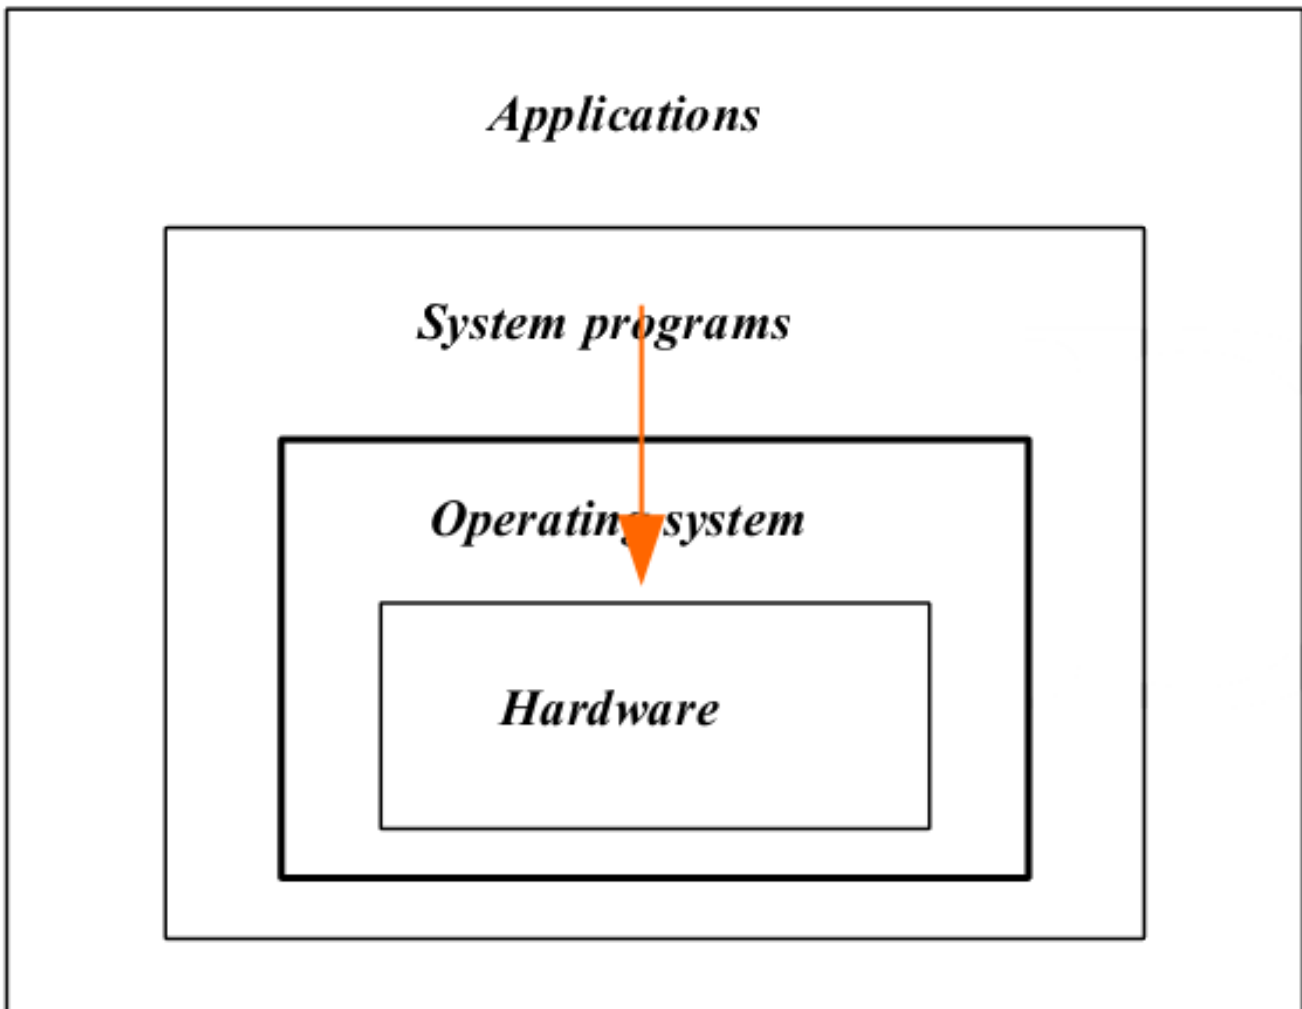 Applications
System programs
Operating system
Hardware